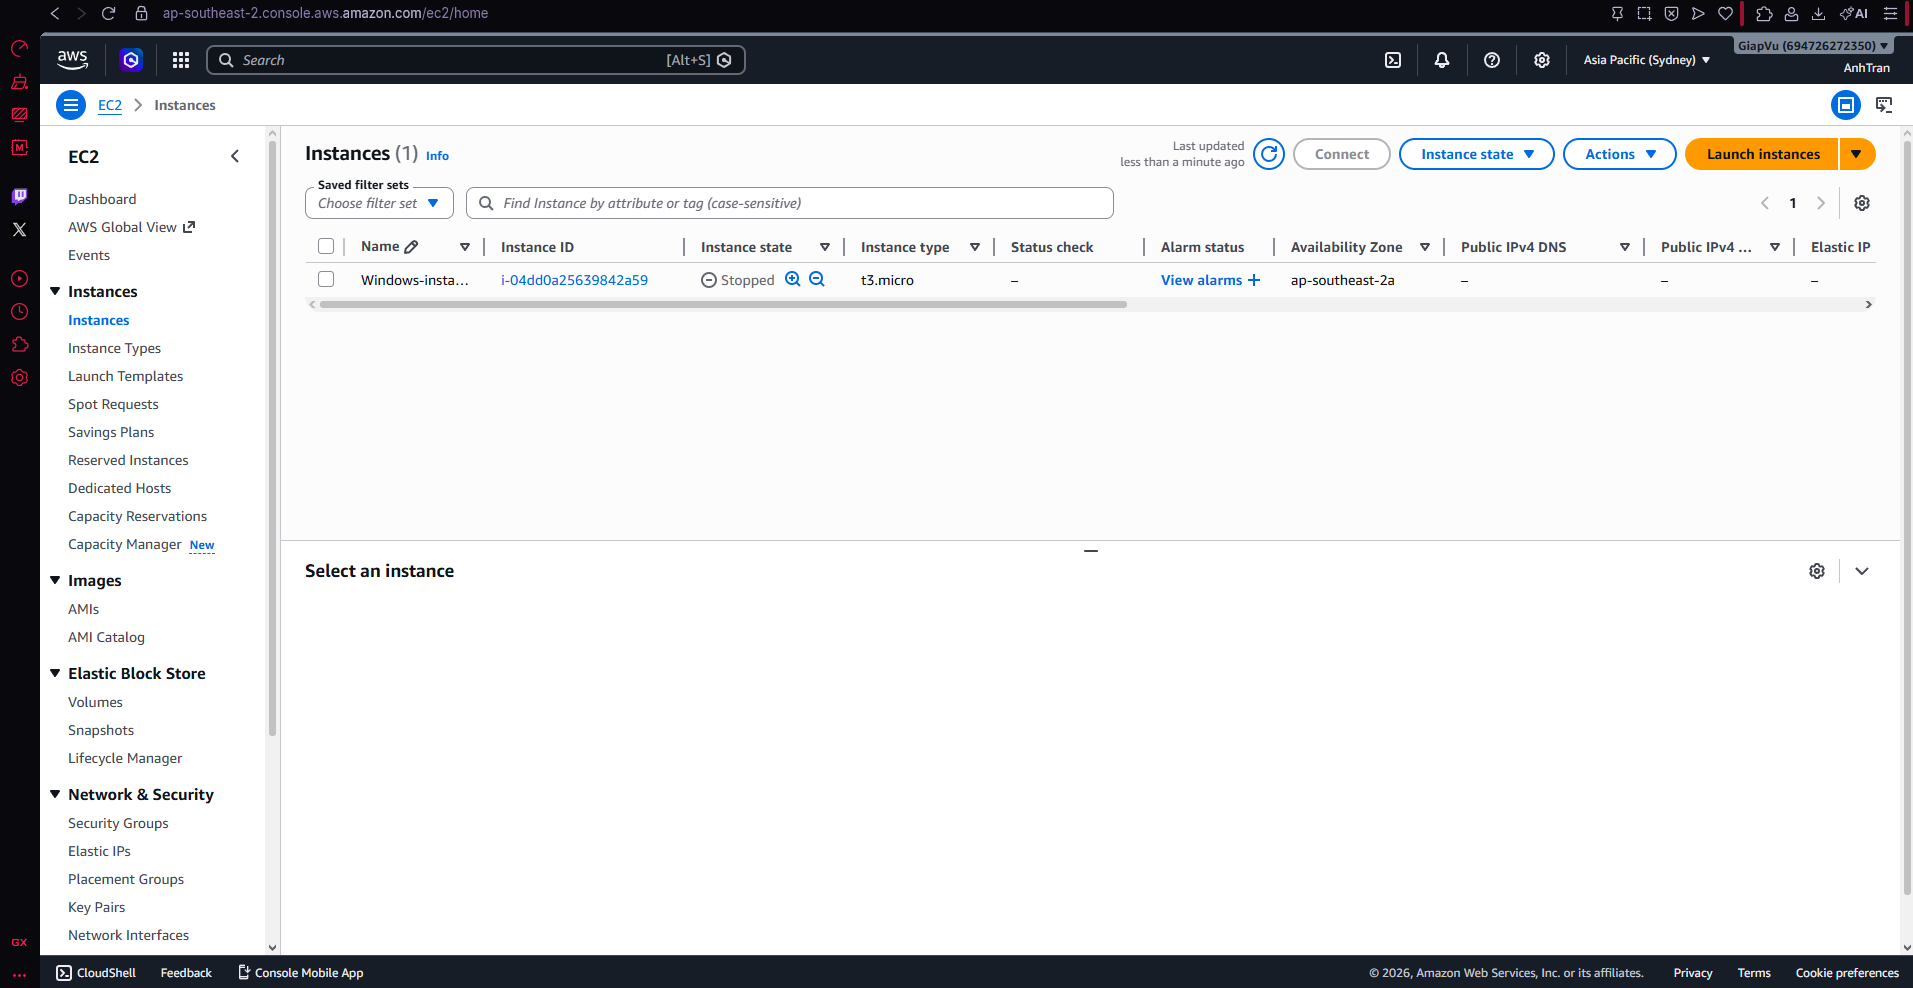 ap-southeast-2.console.aws.amazon.com/ec2/home
AI
aws
Search
[Alt+S]
Asia Pacific (Sydney)
GiapVu (694726272350)
AnhTran
EC2
Instances
EC2
Dashboard
AWS Global View
Events
Instances
Instances
Instance Types
Launch Templates
Spot Requests
Savings Plans
Reserved Instances
Dedicated Hosts
Capacity Reservations
Capacity Manager New
Images
AMIs
AMI Catalog
Elastic Block Store
Volumes
Snapshots
Lifecycle Manager
Network & Security
Security Groups
Elastic IPs
Placement Groups
Key Pairs
Network Interfaces
Instances (1) Info
Last updated
less than a minute ago
Connect
Instance state
Actions
Launch instances
Saved filter sets
Choose filter set
Find Instance by attribute or tag (case-sensitive)
1
Name Instance ID Instance state Instance type Status check Alarm status Availability Zone Public IPv4 DNS Public IPv4 ... Elastic IP
Windows-insta... i-04dd0a25639842a59 Stopped t3.micro – View alarms + ap-southeast-2a – – –
Select an instance
GX
CloudShell
Feedback
Console Mobile App
© 2026, Amazon Web Services, Inc. or its affiliates.
Privacy
Terms
Cookie preferences